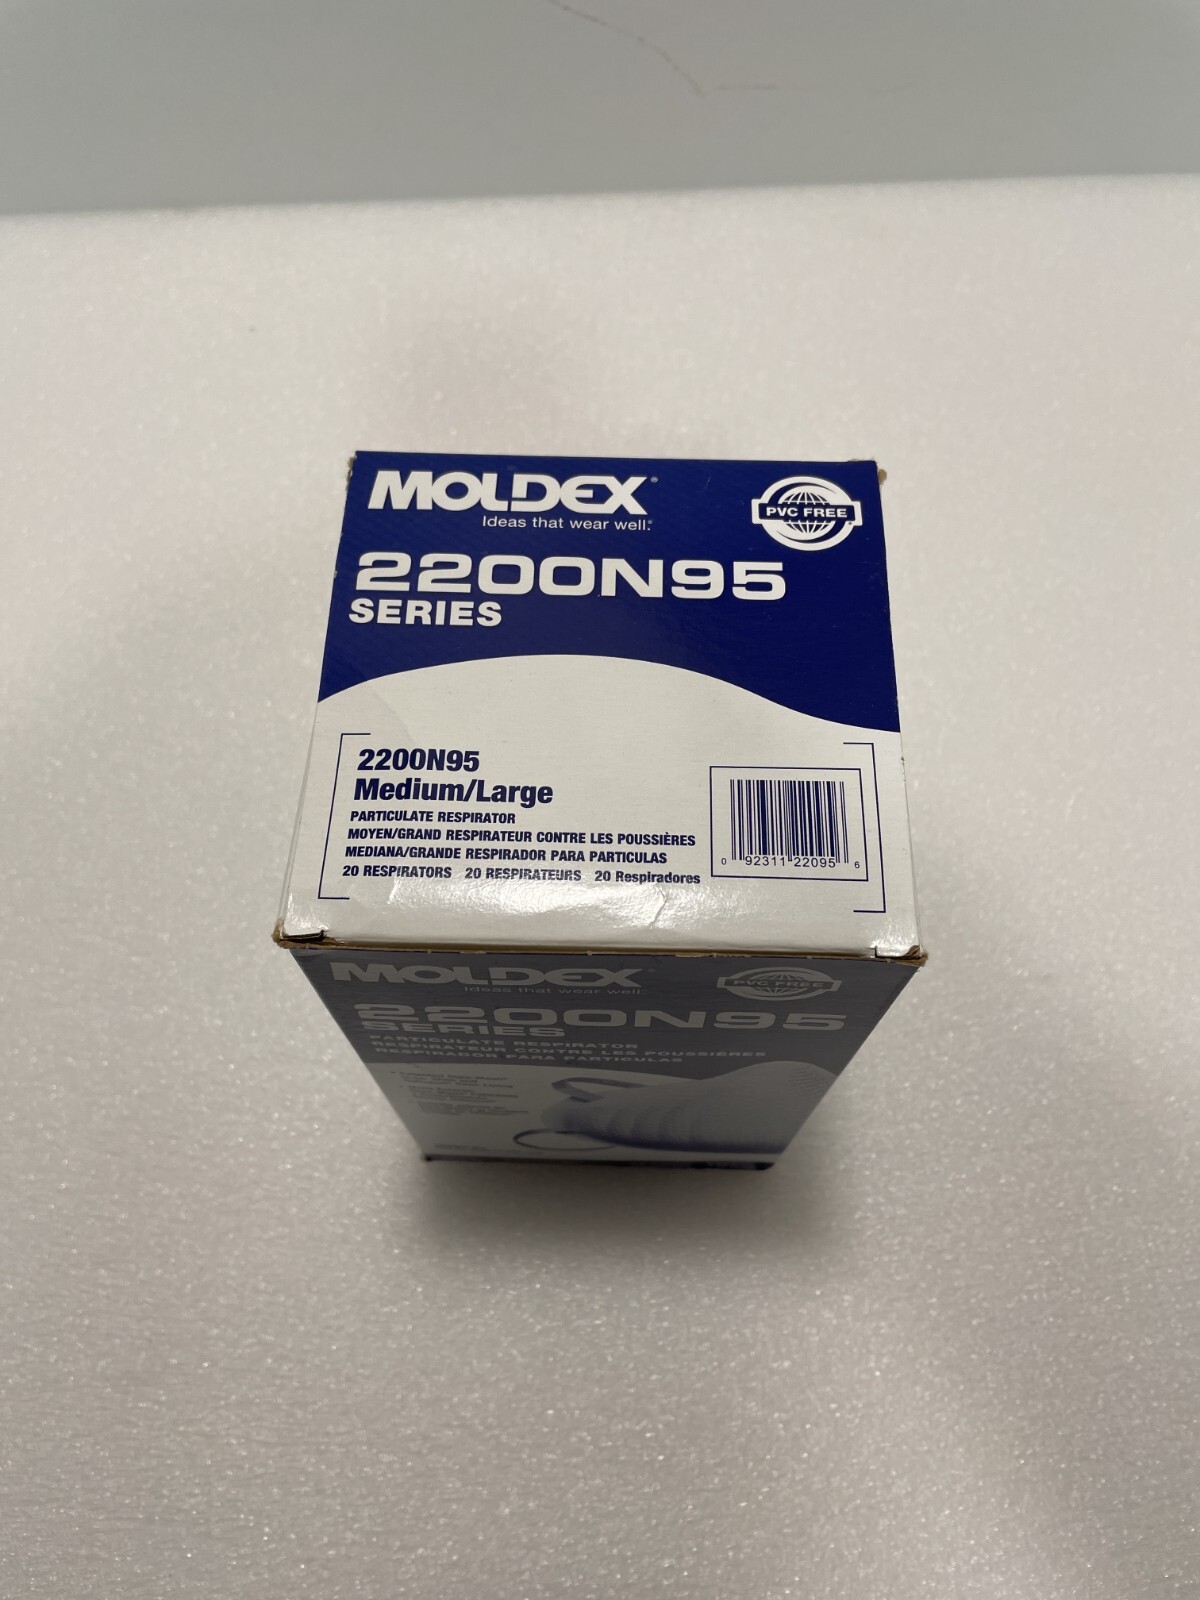 MOLDEX®
Ideas that wear well.®
PVC FREE
2200N95
SERIES
2200N95
Medium/Large
PARTICULATE RESPIRATOR
MOYEN/GRAND RESPIRATEUR CONTRE LES POUSSIÈRES
MEDIANA/GRANDE RESPIRADOR PARA PARTICULAS
20 RESPIRATORS 20 RESPIRATEURS 20 Respiradores
0 92311 22095 6
MOLDEX
Ideas that wear well.
PVC FREE
2200N95
SERIES
PARTICULATE RESPIRATOR
RESPIRATEUR CONTRE LES POUSSIÈRES
RESPIRADOR PARA PARTICULAS